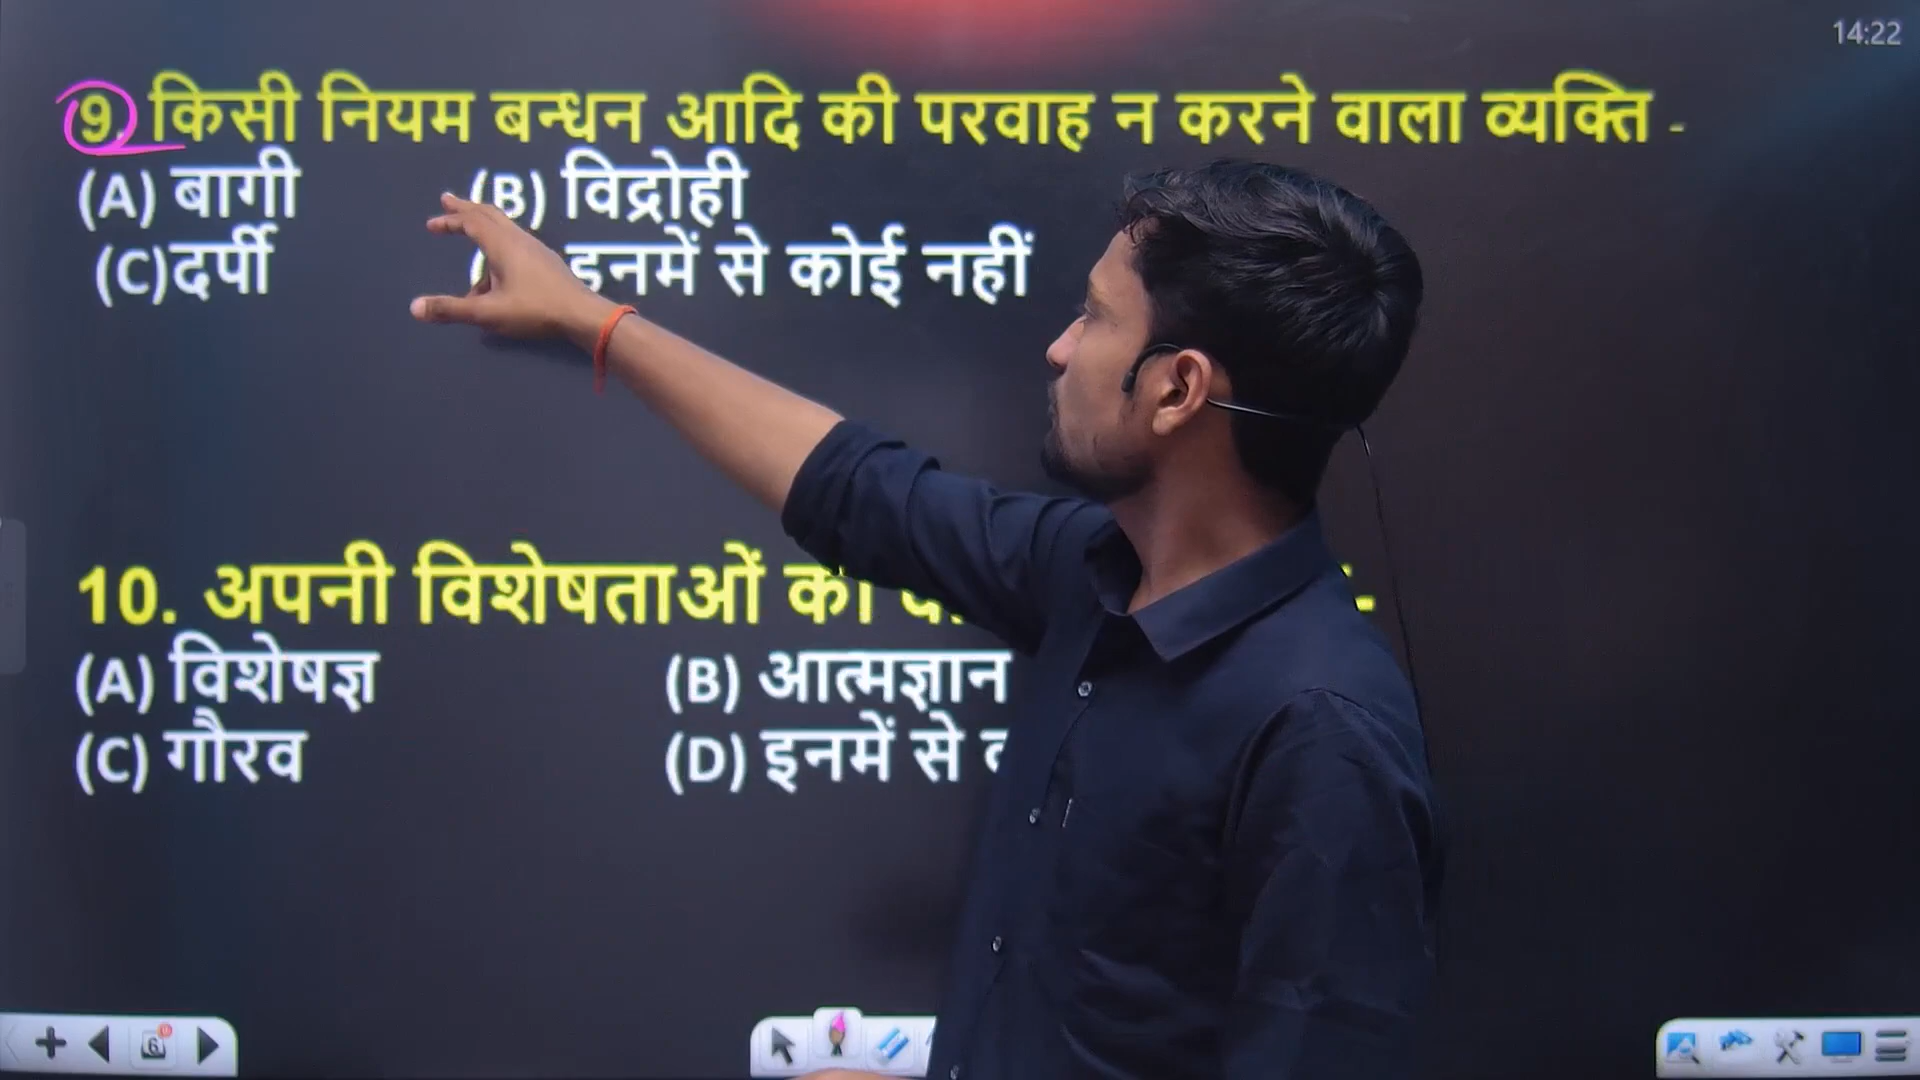 14:22
9. किसी नियम बन्धन आदि की परवाह न करने वाला व्यक्ति -
(A) बागी (B) विद्रोही
(C)दर्पी इनमें से कोई नहीं
10. अपनी विशेषताओं का
(A) विशेषज्ञ (B) आत्मज्ञान
(C) गौरव (D) इनमें से
6